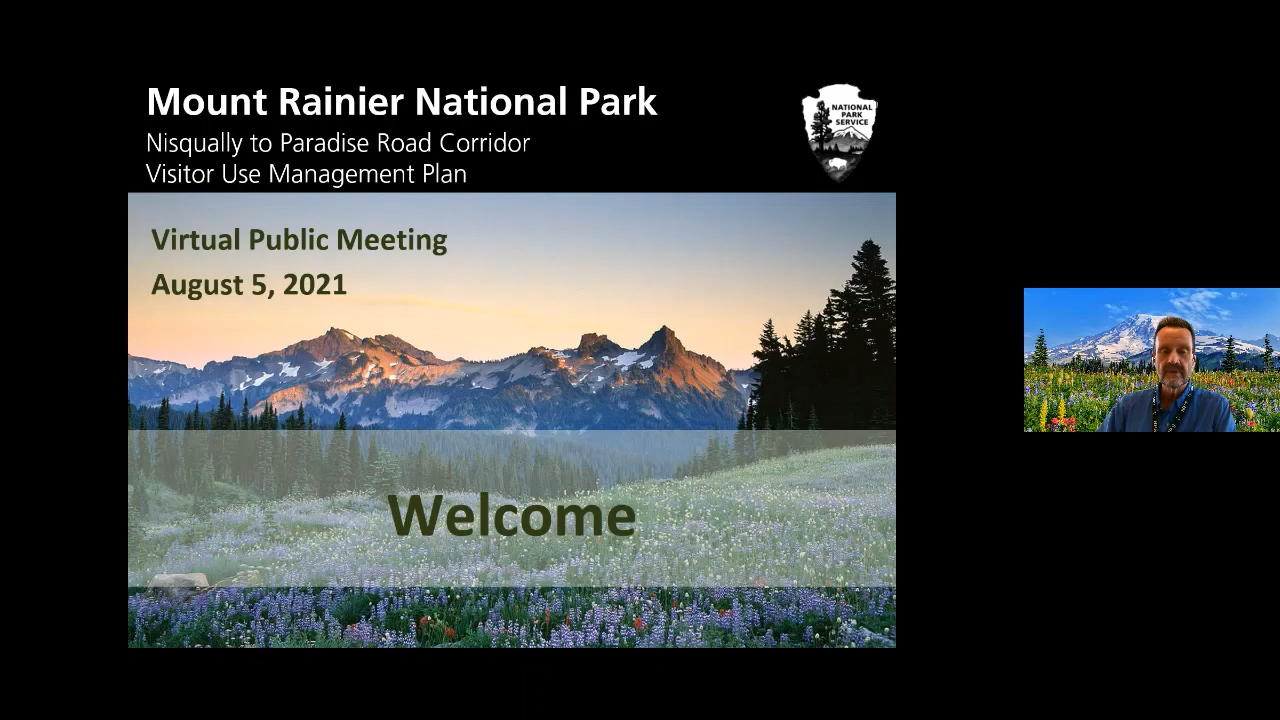 Mount Rainier National Park
Nisqually to Paradise Road Corridor
Visitor Use Management Plan
NATIONAL
PARK
SERVICE
Virtual Public Meeting
August 5, 2021
Welcome